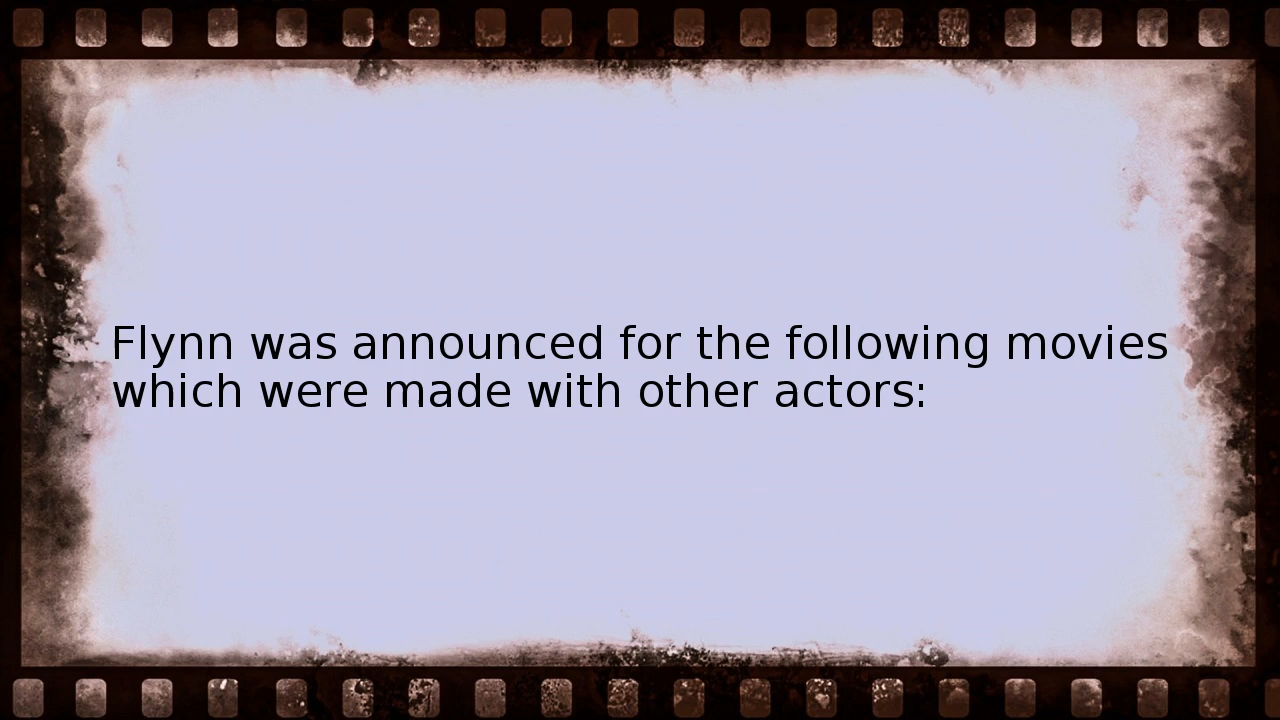 Flynn was announced for the following movies
which were made with other actors: